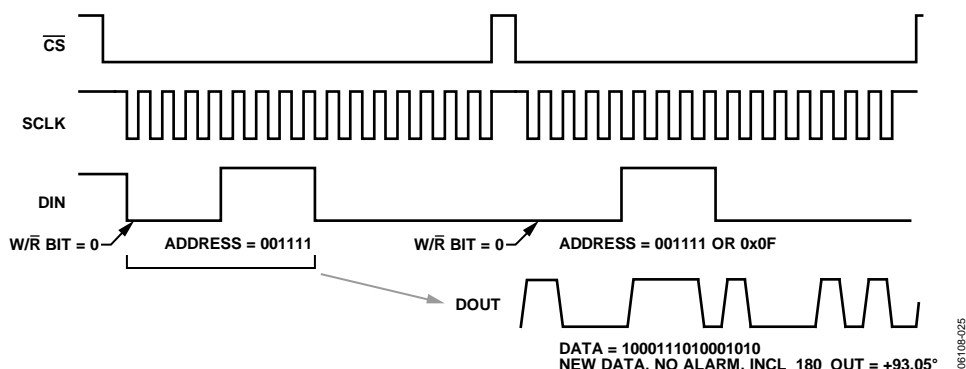 CS
SCLK
DIN
W/R BIT = 0
ADDRESS = 001111
W/R BIT = 0
ADDRESS = 001111 OR 0x0F
DOUT
DATA = 1000111010001010
NEW DATA, NO ALARM, INCL_180_OUT = +93.05°
06108-025